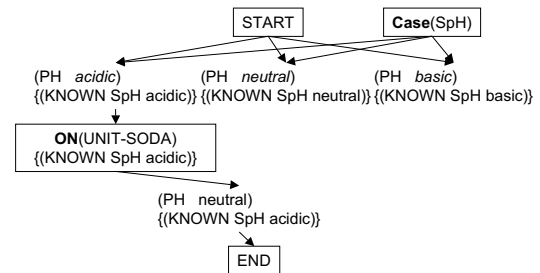 START
Case(SpH)
(PH acidic)
{(KNOWN SpH acidic)}
(PH neutral)
{(KNOWN SpH neutral)}
(PH basic)
{(KNOWN SpH basic)}
ON(UNIT-SODA)
{(KNOWN SpH acidic)}
(PH neutral)
{(KNOWN SpH acidic)}
END